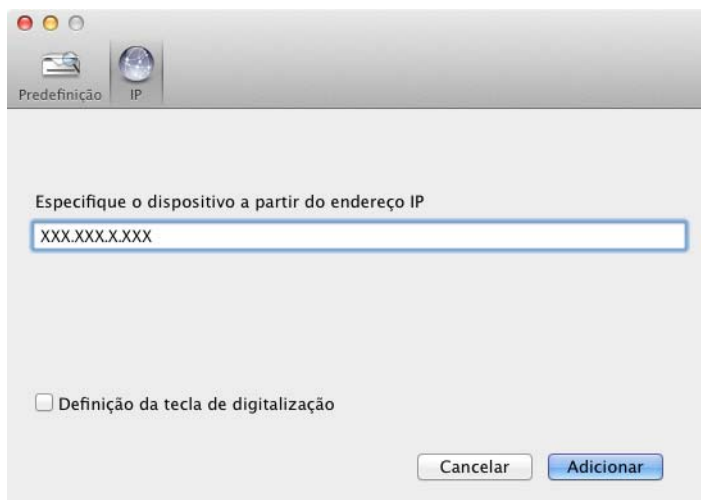 Predefinição IP
Especifique o dispositivo a partir do endereço IP
XXX.XXX.X.XXX
Definição da tecla de digitalização
Cancelar Adicionar